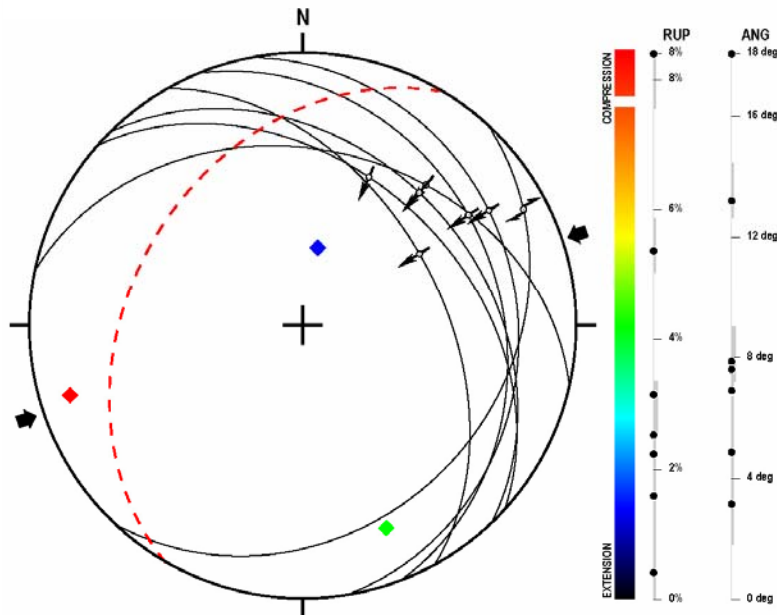 N
RUP
ANG
COMPRESSION
EXTENSION
8%
8%
6%
4%
2%
0%
18 deg
16 deg
12 deg
8 deg
4 deg
0 deg